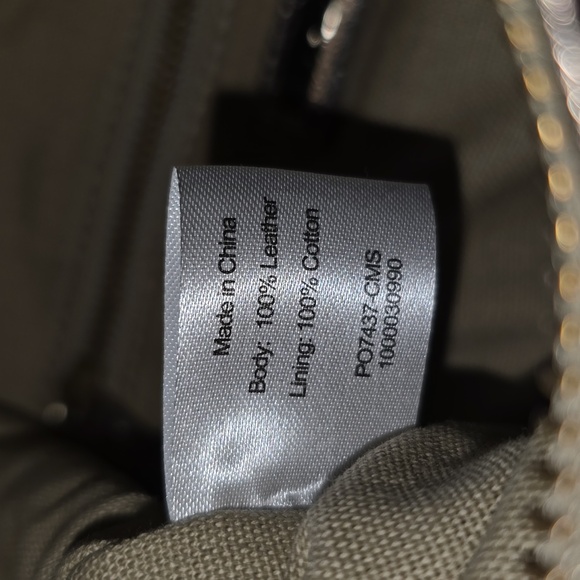 Made in China
Body: 100% Leather
Lining: 100% Cotton
PO7437-CMS
1000030990